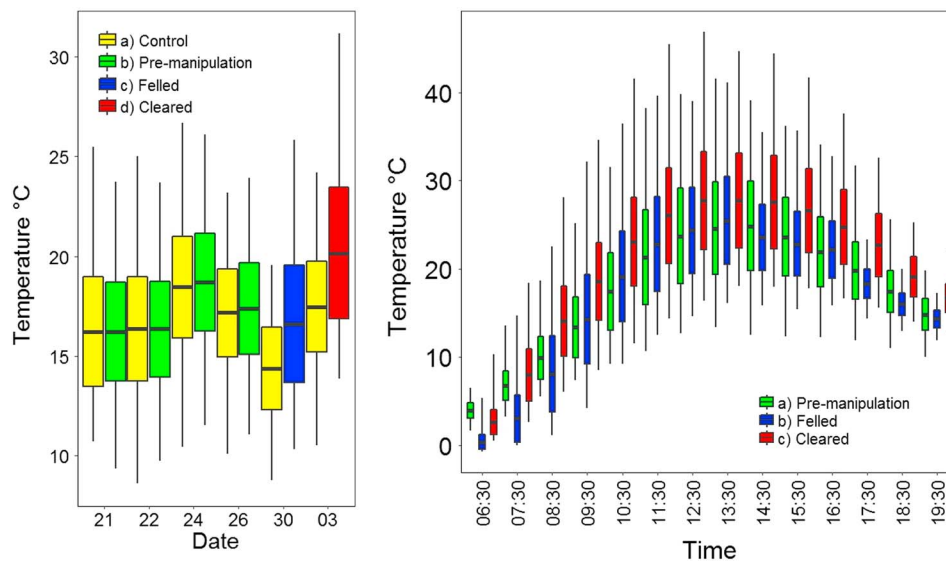 30
25
20
15
10
Temperature °C
a) Control
b) Pre-manipulation
c) Felled
d) Cleared
21 22 24 26 30 03
Date
40
30
20
10
0
Temperature °C
a) Pre-manipulation
b) Felled
c) Cleared
06:30
07:30
08:30
09:30
10:30
11:30
12:30
13:30
14:30
15:30
16:30
17:30
18:30
19:30
Time